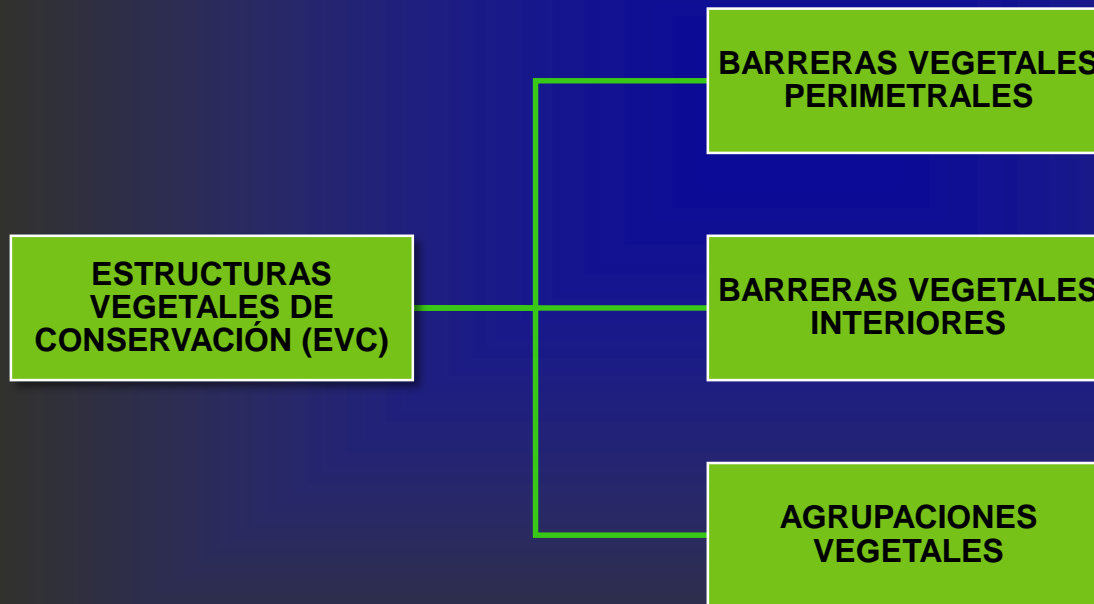 BARRERAS VEGETALES
PERIMETRALES
ESTRUCTURAS
VEGETALES DE
CONSERVACIÓN (EVC)
BARRERAS VEGETALES
INTERIORES
AGRUPACIONES
VEGETALES